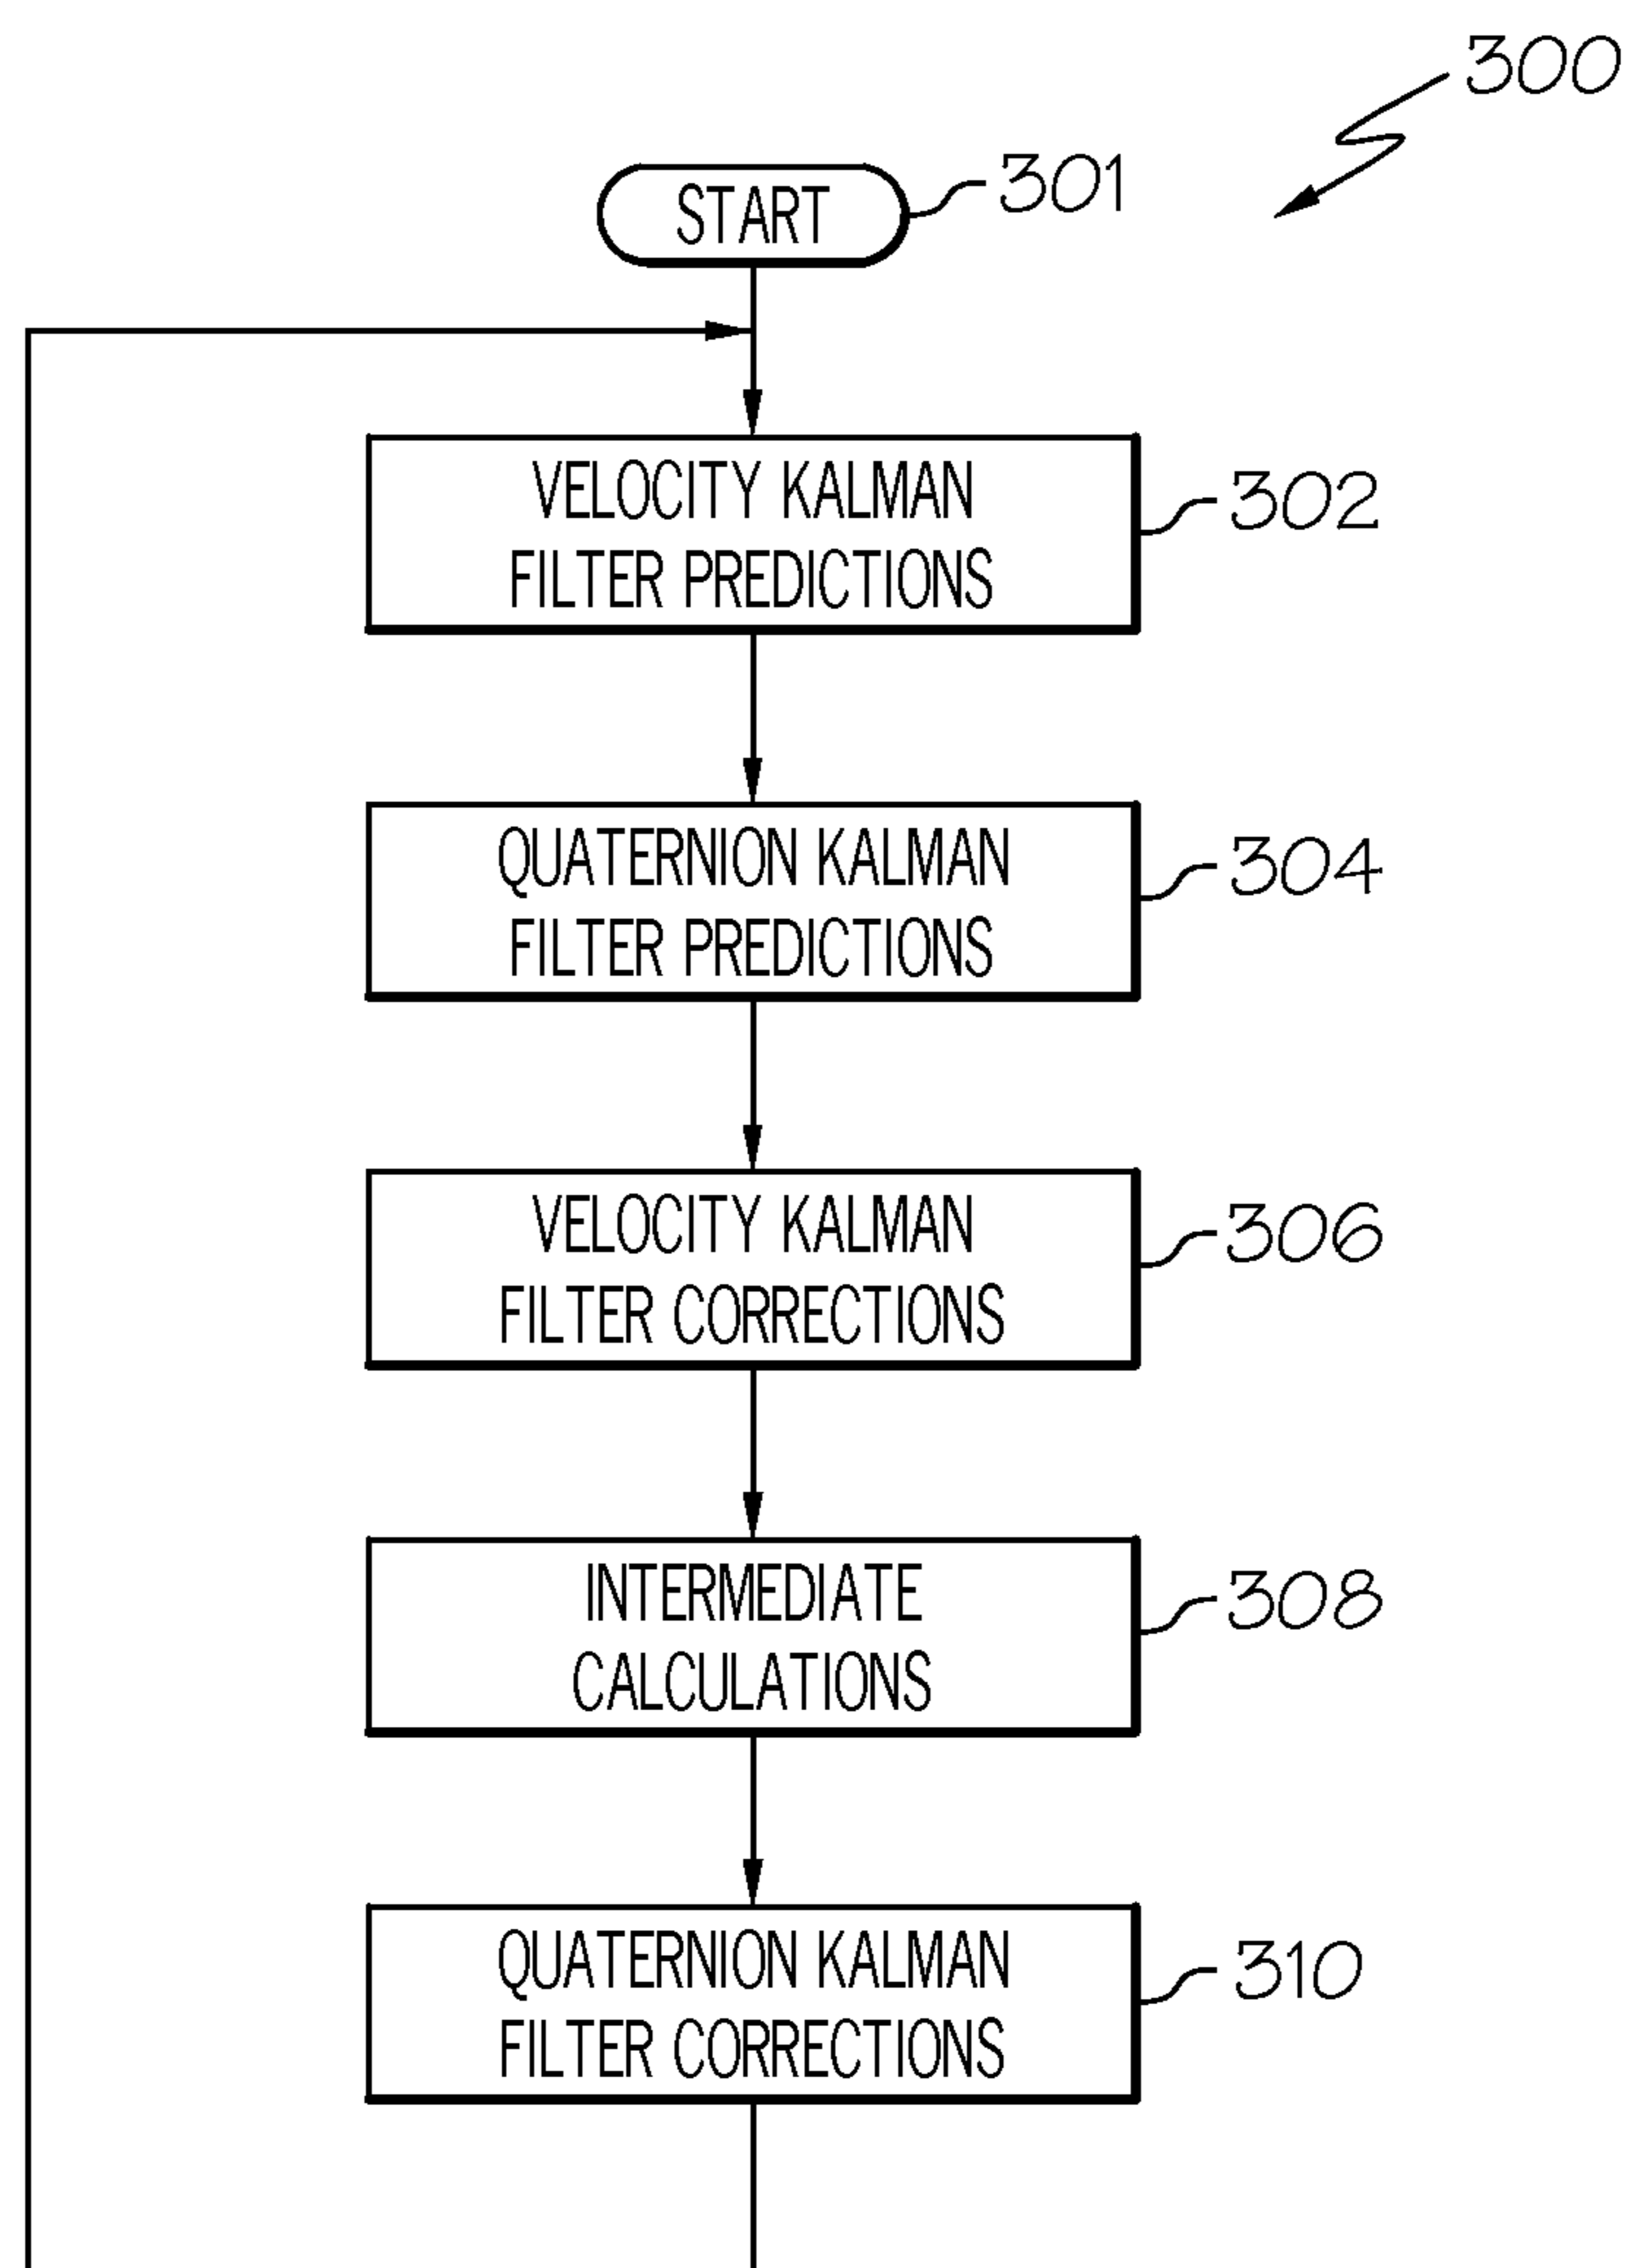 300
START
301
VELOCITY KALMAN
FILTER PREDICTIONS
302
QUATERNION KALMAN
FILTER PREDICTIONS
304
VELOCITY KALMAN
FILTER CORRECTIONS
306
INTERMEDIATE
CALCULATIONS
308
QUATERNION KALMAN
FILTER CORRECTIONS
310